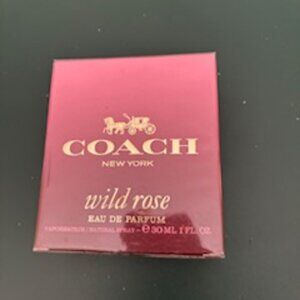 COACH
NEW YORK
wild rose
EAU DE PARFUM
VAPORISATEUR / NATURAL SPRAY - ℮ 30 ML 1 FL. OZ.